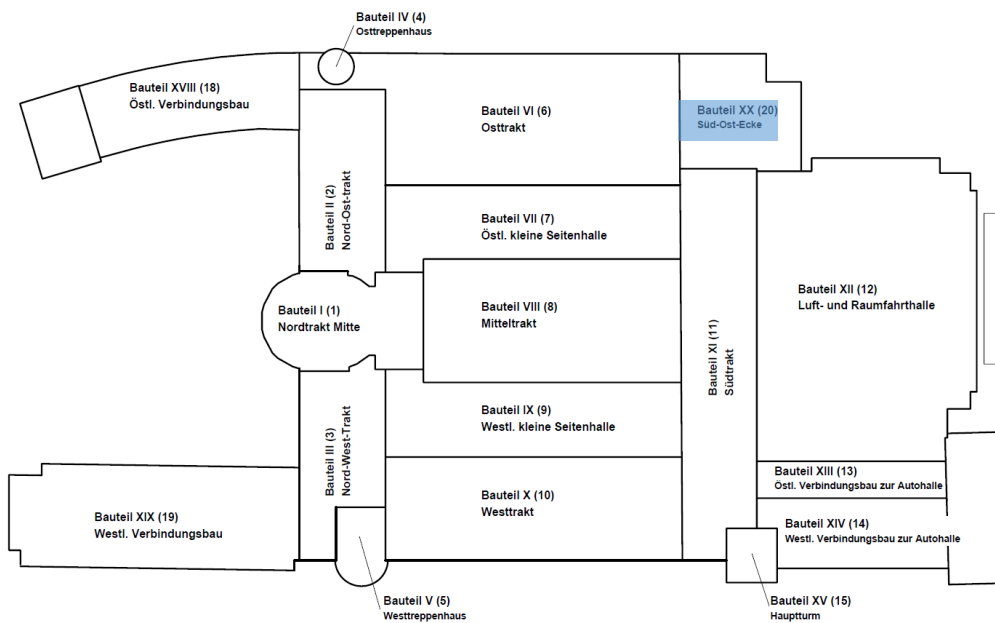 Bauteil IV (4)
Osttreppenhaus
Bauteil XVIII (18)
Östl. Verbindungsbau
Bauteil VI (6)
Osttrakt
Bauteil XX (20)
Süd-Ost-Ecke
Bauteil II (2)
Nord-Ost-trakt
Bauteil VII (7)
Östl. kleine Seitenhalle
Bauteil I (1)
Nordtrakt Mitte
Bauteil VIII (8)
Mitteltrakt
Bauteil XI (11)
Südtrakt
Bauteil XII (12)
Luft- und Raumfahrthalle
Bauteil III (3)
Nord-West-Trakt
Bauteil IX (9)
Westl. kleine Seitenhalle
Bauteil XIII (13)
Östl. Verbindungsbau zur Autohalle
Bauteil XIX (19)
Westl. Verbindungsbau
Bauteil X (10)
Westtrakt
Bauteil XIV (14)
Westl. Verbindungsbau zur Autohalle
Bauteil V (5)
Westtreppenhaus
Bauteil XV (15)
Hauptturm